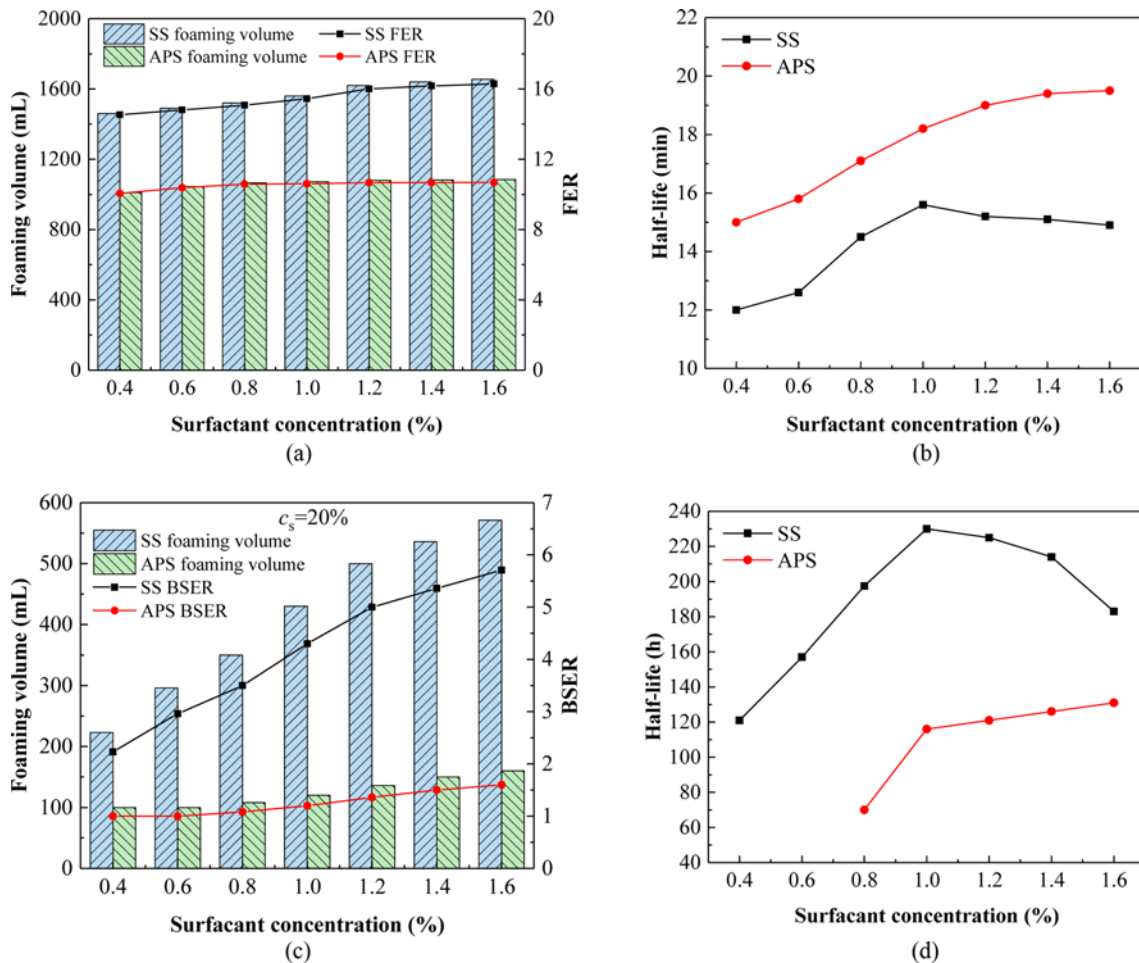 2000
1600
1200
800
400
0
Foaming volume (mL)
SS foaming volume
APS foaming volume
SS FER
APS FER
20
16
12
8
4
0
FER
0.4 0.6 0.8 1.0 1.2 1.4 1.6
Surfactant concentration (%)
(a)
22
20
18
16
14
12
10
Half-life (min)
SS
APS
0.4 0.6 0.8 1.0 1.2 1.4 1.6
Surfactant concentration (%)
(b)
600
500
400
300
200
100
0
Foaming volume (mL)
cs=20%
SS foaming volume
APS foaming volume
SS BSER
APS BSER
7
6
5
4
3
2
1
0
BSER
0.4 0.6 0.8 1.0 1.2 1.4 1.6
Surfacant concentration (%)
(c)
240
220
200
180
160
140
120
100
80
60
40
Half-life (h)
SS
APS
0.4 0.6 0.8 1.0 1.2 1.4 1.6
Surfacant concentration (%)
(d)